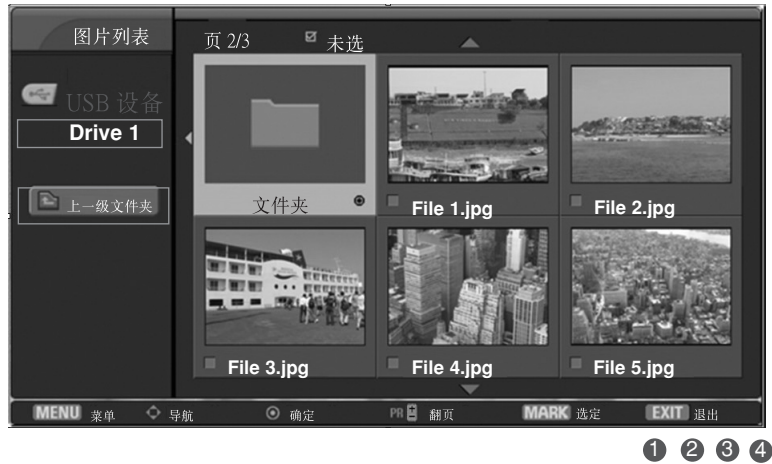 图片列表
页 2/3 未选
USB 设备
Drive 1
上一级文件夹
文件夹
File 1.jpg
File 2.jpg
File 3.jpg
File 4.jpg
File 5.jpg
MENU 菜单 导航 确定 PR 翻页 MARK 选定 EXIT 退出
1 2 3 4